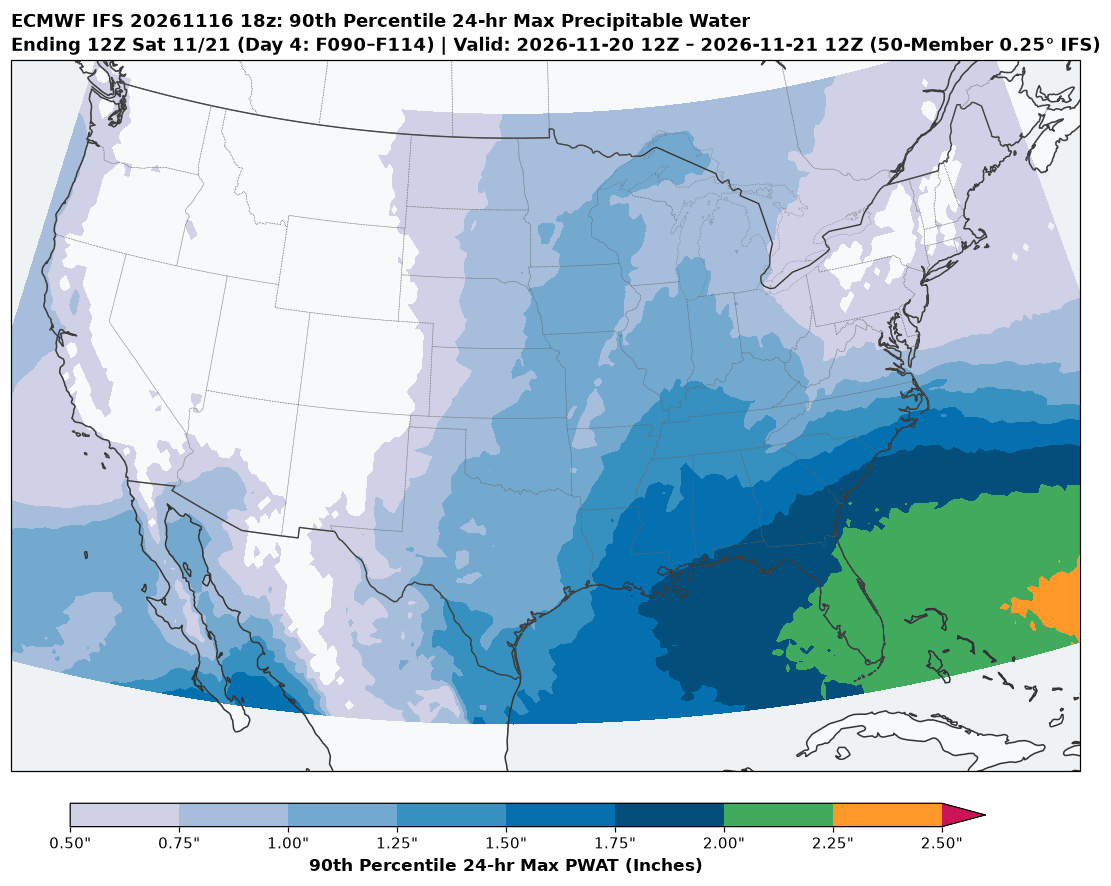 ECMWF IFS 20261116 18z: 90th Percentile 24-hr Max Precipitable Water
Ending 12Z Sat 11/21 (Day 4: F090–F114) | Valid: 2026-11-20 12Z – 2026-11-21 12Z (50-Member 0.25° IFS)
0.50" 0.75" 1.00" 1.25" 1.50" 1.75" 2.00" 2.25" 2.50"
90th Percentile 24-hr Max PWAT (Inches)